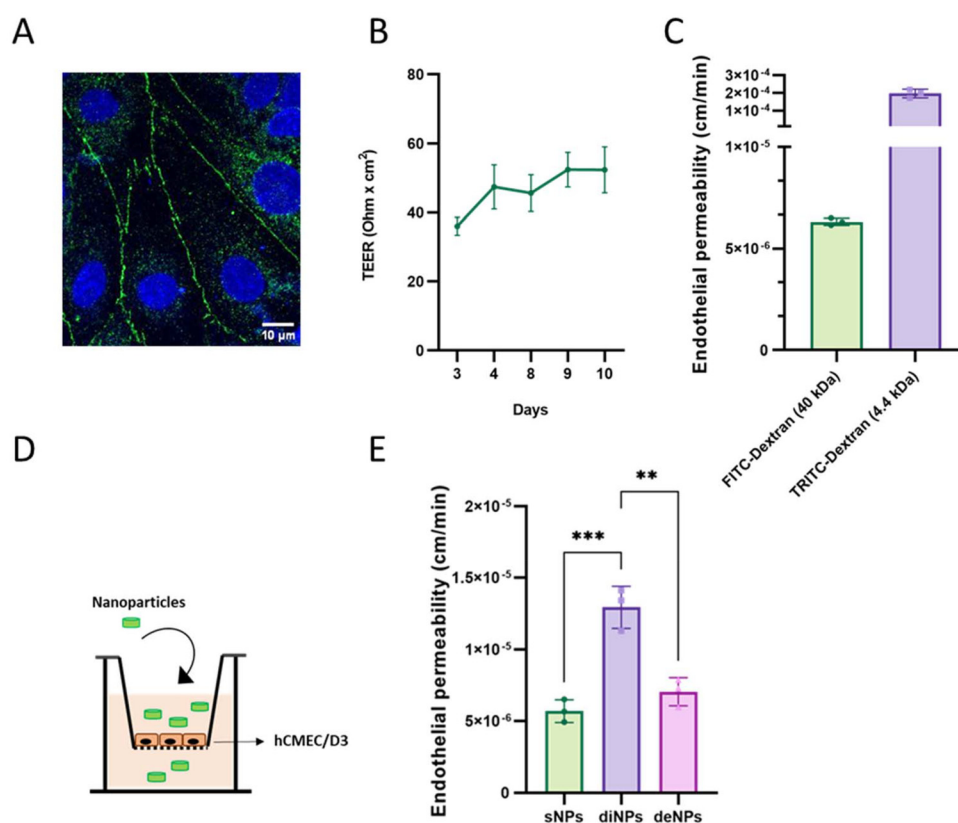 A
10 µm
B
TEER (Ohm x cm²)
80
60
40
20
0
3 4 8 9 10
Days
C
Endothelial permeability (cm/min)
3×10⁻⁴
2×10⁻⁴
1×10⁻⁴
1×10⁻⁵
5×10⁻⁶
0
FITC-Dextran (40 kDa)
TRITC-Dextran (4.4 kDa)
D
Nanoparticles
hCMEC/D3
E
Endothelial permeability (cm/min)
2×10⁻⁵
1.5×10⁻⁵
1×10⁻⁵
5×10⁻⁶
0
***
**
sNPs diNPs deNPs